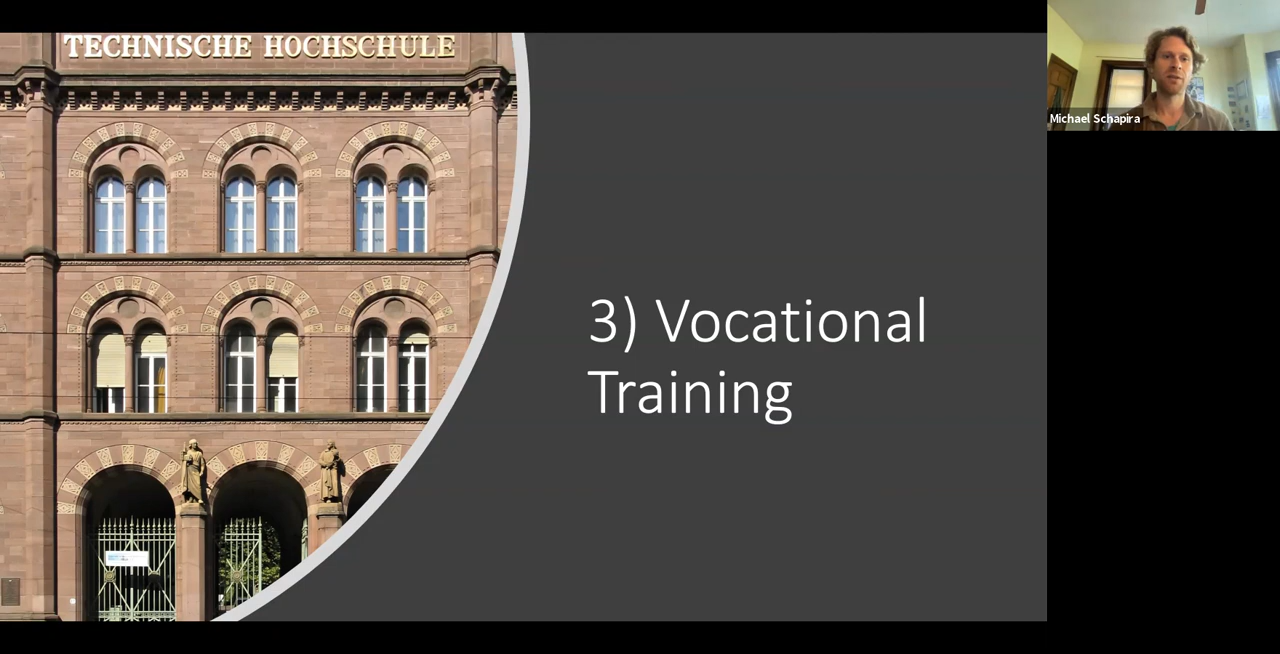 TECHNISCHE HOCHSCHULE
3) Vocational
Training
Michael Schapira